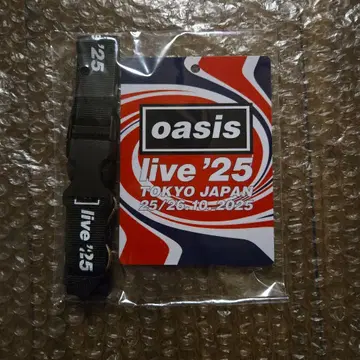 '25
] live '25
oasis
live '25
TOKYO JAPAN
25/26.10.2025